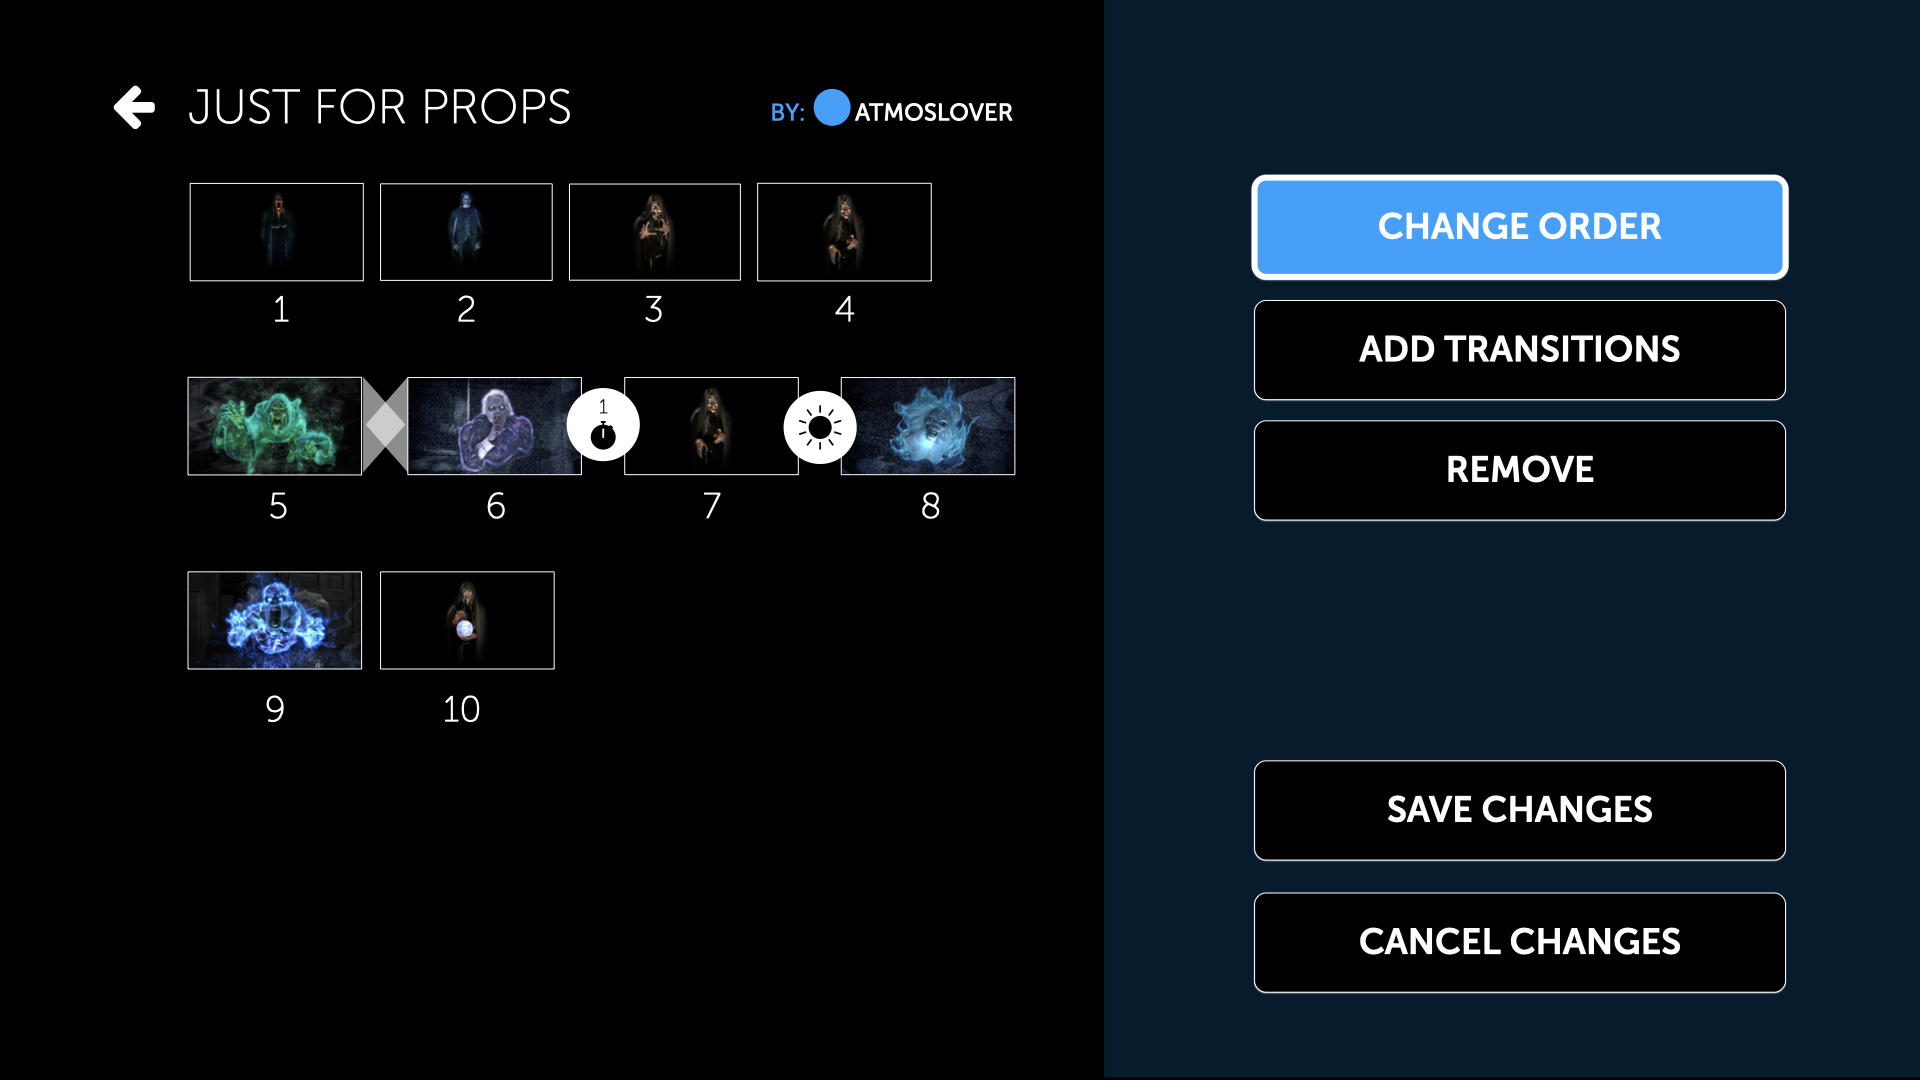 JUST FOR PROPS
BY: ATMOSLOVER
1 2 3 4
1
5 6 7 8
9 10
CHANGE ORDER
ADD TRANSITIONS
REMOVE
SAVE CHANGES
CANCEL CHANGES